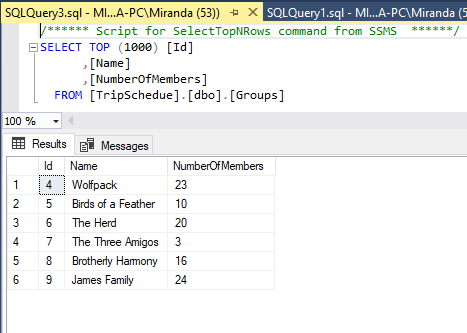 SQLQuery3.sql - MI...A-PC\Miranda (53)) SQLQuery1.sql - MI...A-PC\Miranda (5
/****** Script for SelectTopNRows command from SSMS ******/
SELECT TOP (1000) [Id]
,[Name]
,[NumberOfMembers]
FROM [TripSchedue].[dbo].[Groups]
100 %
Results Messages
Id Name NumberOfMembers
1 4 Wolfpack 23
2 5 Birds of a Feather 10
3 6 The Herd 20
4 7 The Three Amigos 3
5 8 Brotherly Harmony 16
6 9 James Family 24